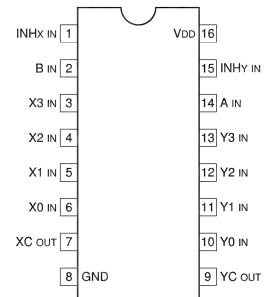 INHX IN 1
16 VDD
B IN 2
15 INHY IN
X3 IN 3
14 A IN
X2 IN 4
13 Y3 IN
X1 IN 5
12 Y2 IN
X0 IN 6
11 Y1 IN
XC OUT 7
10 Y0 IN
8 GND
9 YC OUT